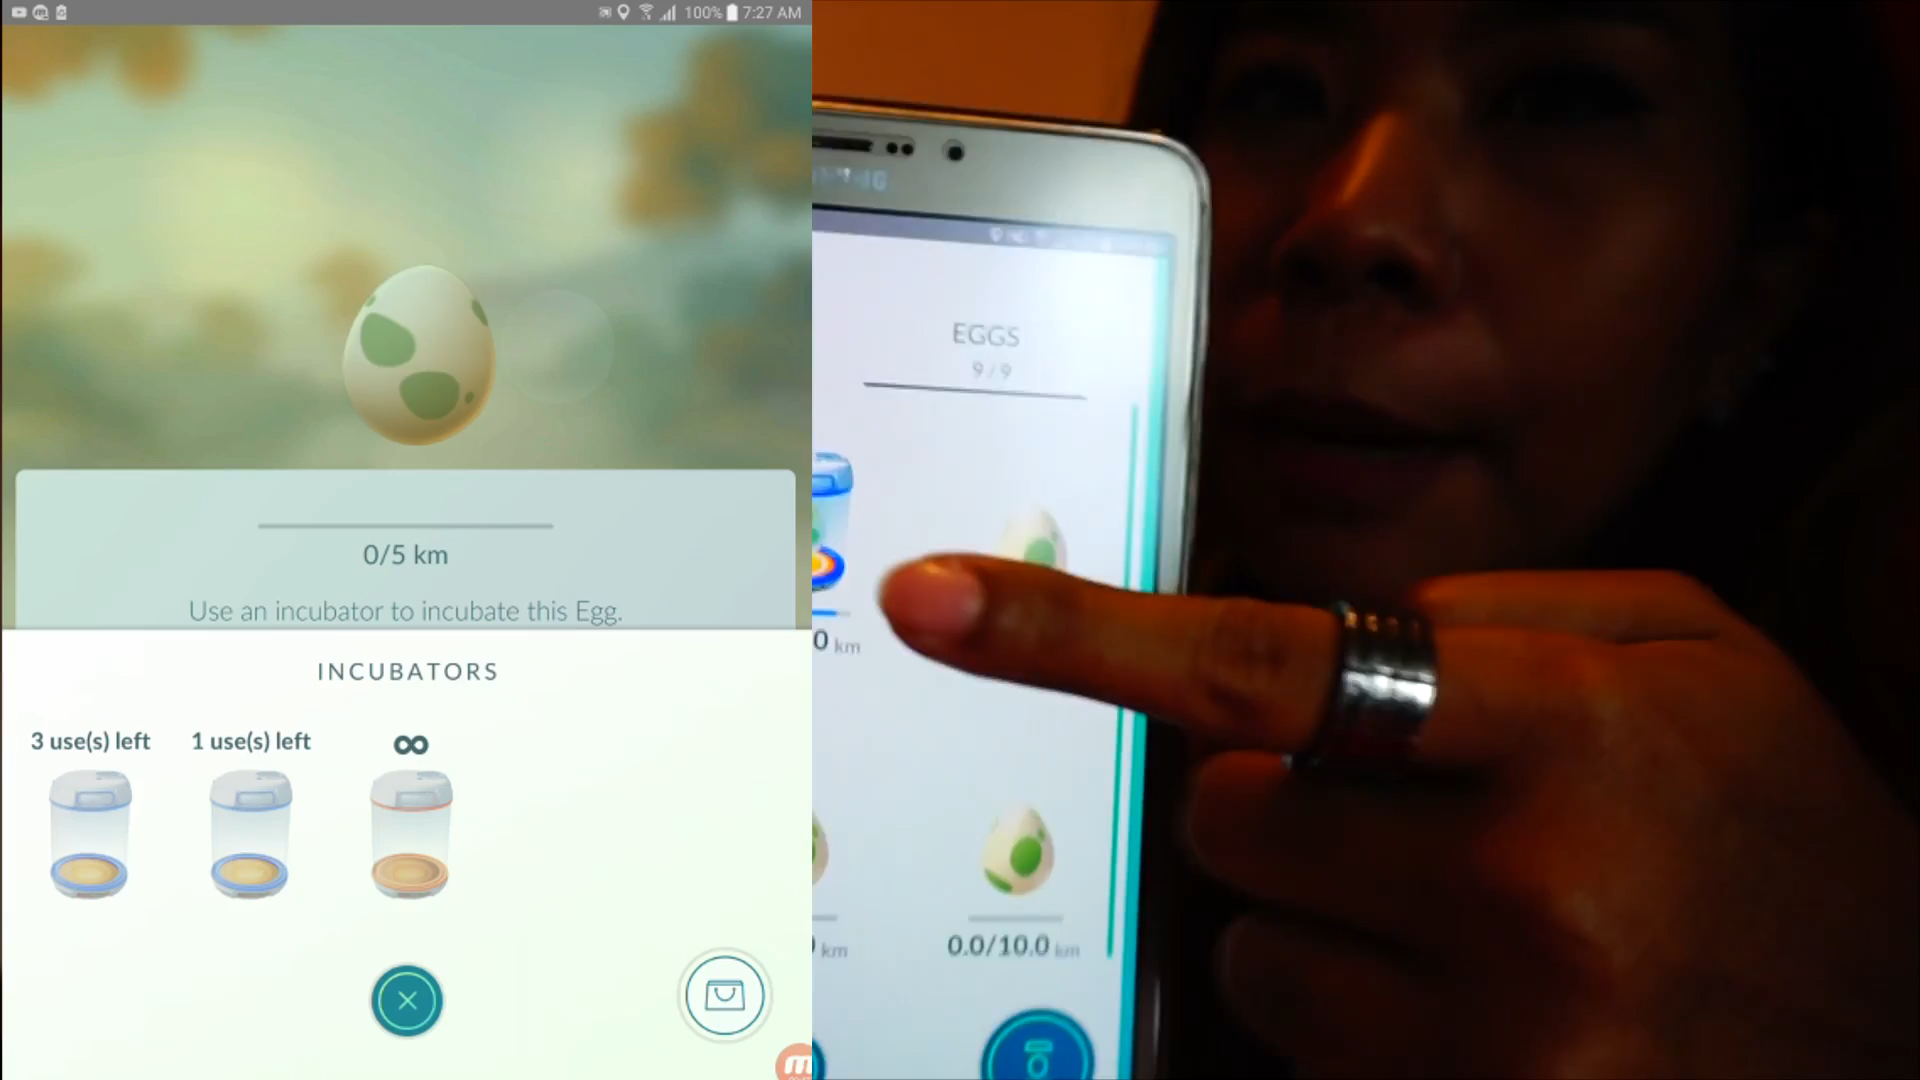 100% 7:27 AM
0/5 km
Use an incubator to incubate this Egg.
INCUBATORS
3 use(s) left
1 use(s) left
∞
EGGS
9/9
0 km
km
0.0/10.0 km